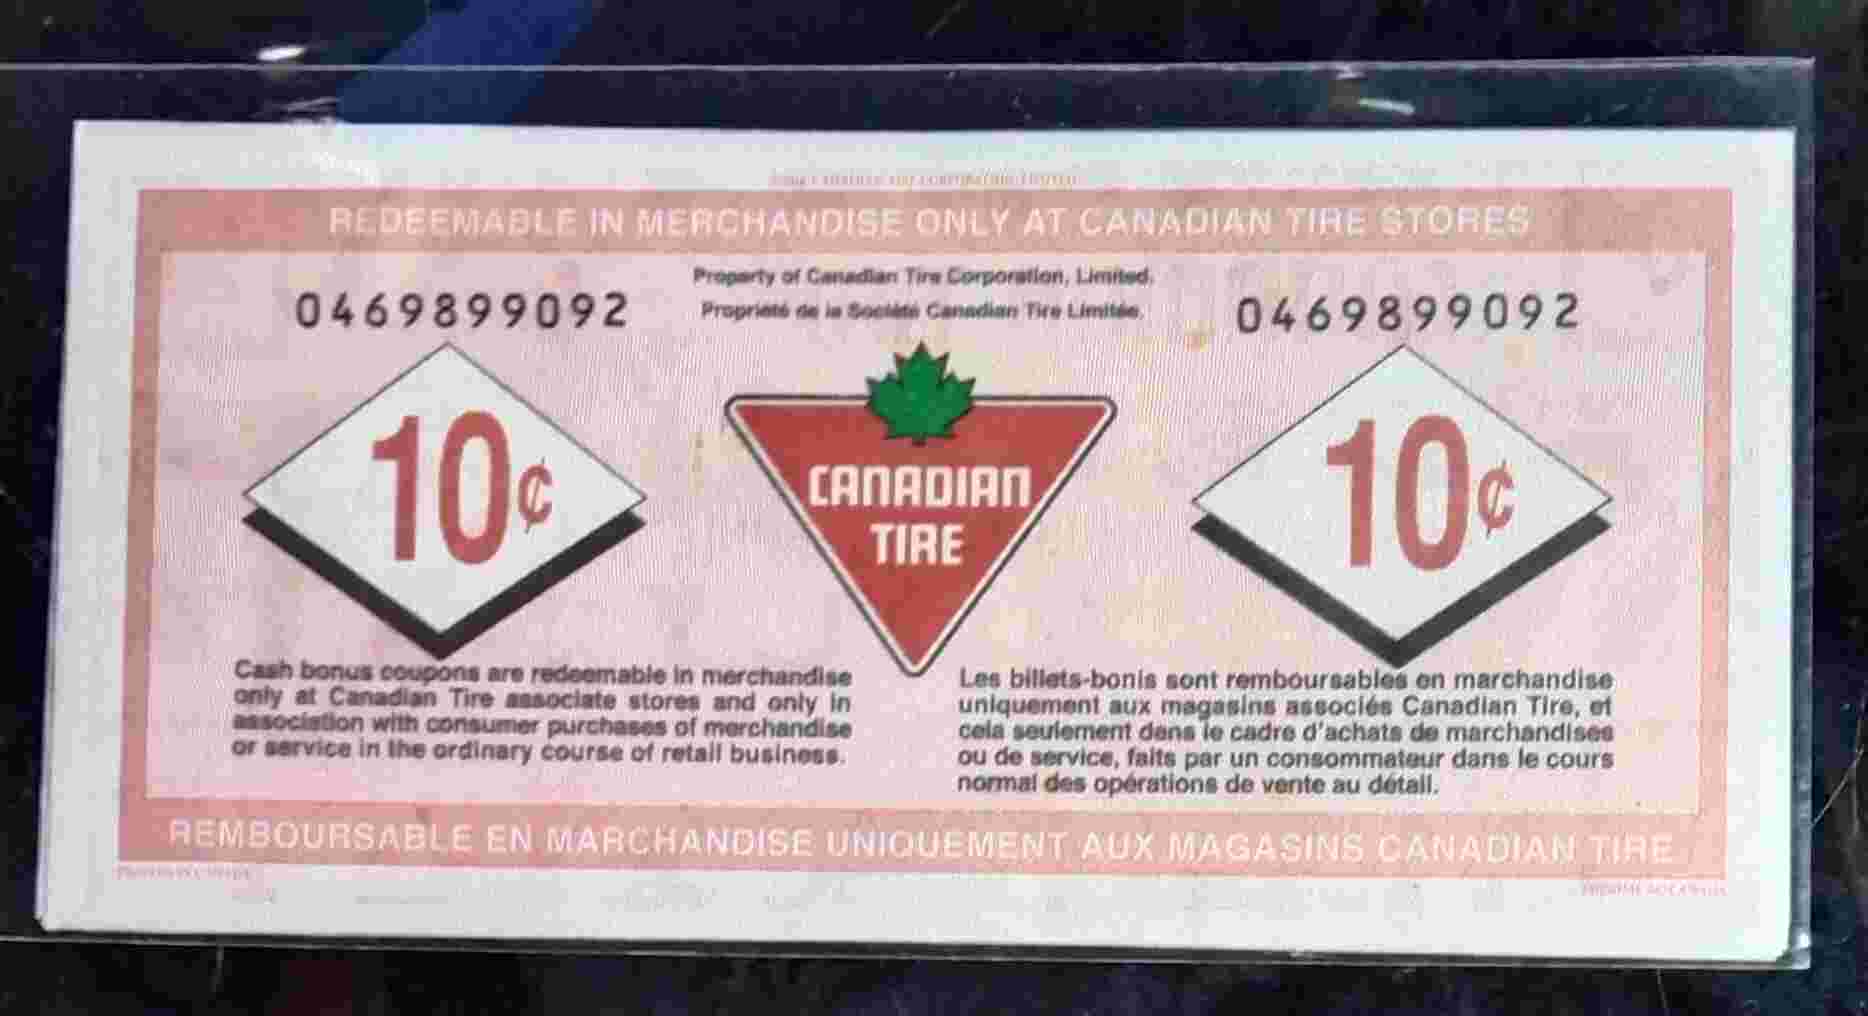 CANADIAN TIRE CORPORATION, LIMITED
REDEEMABLE IN MERCHANDISE ONLY AT CANADIAN TIRE STORES
Property of Canadian Tire Corporation, Limited.
Propriété de la Société Canadian Tire Limitée.
0469899092
0469899092
10¢
CANADIAN
TIRE
10¢
Cash bonus coupons are redeemable in merchandise
only at Canadian Tire associate stores and only in
association with consumer purchases of merchandise
or service in the ordinary course of retail business.
Les billets-bonis sont remboursables en marchandise
uniquement aux magasins associés Canadian Tire, et
cela seulement dans le cadre d'achats de marchandises
ou de service, faits par un consommateur dans le cours
normal des opérations de vente au détail.
REMBOURSABLE EN MARCHANDISE UNIQUEMENT AUX MAGASINS CANADIAN TIRE